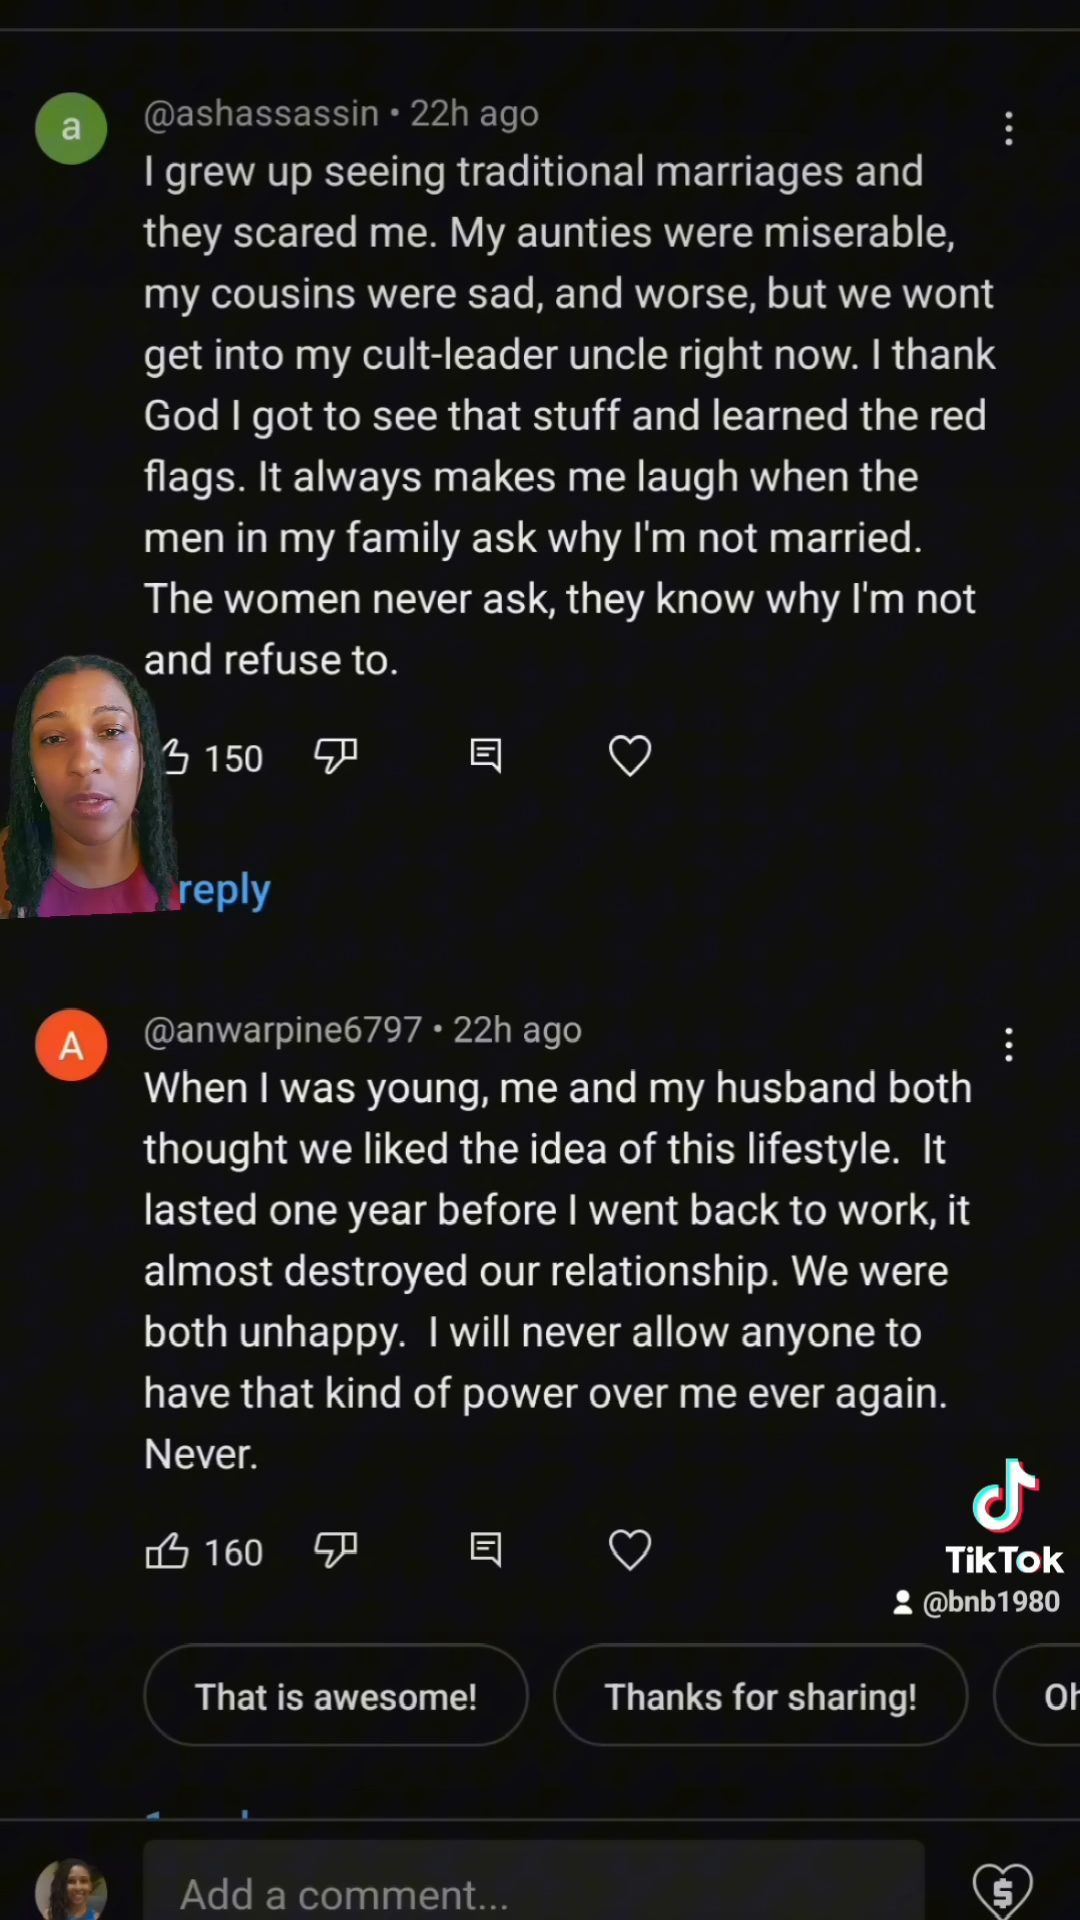 a
@ashassassin • 22h ago
I grew up seeing traditional marriages and
they scared me. My aunties were miserable,
my cousins were sad, and worse, but we wont
get into my cult-leader uncle right now. I thank
God I got to see that stuff and learned the red
flags. It always makes me laugh when the
men in my family ask why I'm not married.
The women never ask, they know why I'm not
and refuse to.
150
reply
A
@anwarpine6797 • 22h ago
When I was young, me and my husband both
thought we liked the idea of this lifestyle.  It
lasted one year before I went back to work, it
almost destroyed our relationship. We were
both unhappy.  I will never allow anyone to
have that kind of power over me ever again.
Never.
160
TikTok
@bnb1980
That is awesome!
Thanks for sharing!
Oh
Add a comment...
$